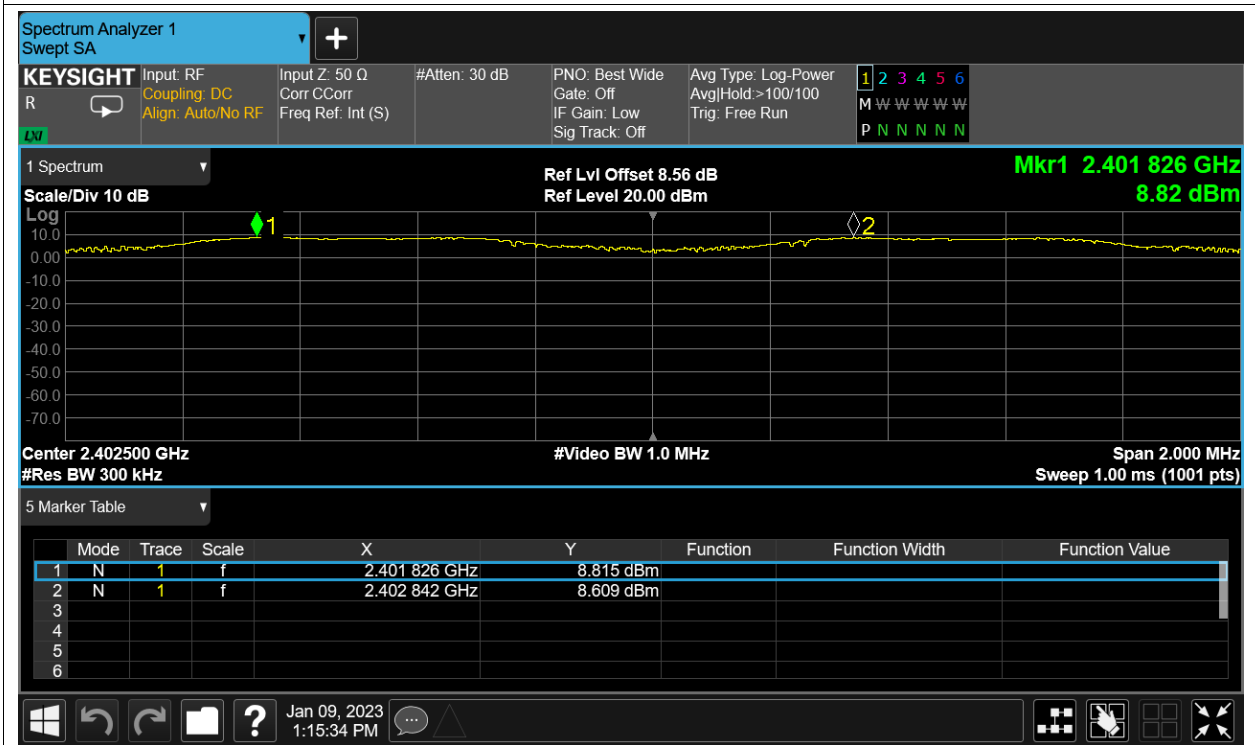 Spectrum Analyzer 1
Swept SA
+
KEYSIGHT
R
LXI
Input: RF
Coupling: DC
Align: Auto/No RF
Input Z: 50 Ω
Corr CCorr
Freq Ref: Int (S)
#Atten: 30 dB
PNO: Best Wide
Gate: Off
IF Gain: Low
Sig Track: Off
Avg Type: Log-Power
Avg|Hold:>100/100
Trig: Free Run
1 2 3 4 5 6
M W W W W W
P N N N N N
1 Spectrum
Scale/Div 10 dB
Ref Lvl Offset 8.56 dB
Ref Level 20.00 dBm
Mkr1 2.401 826 GHz
8.82 dBm
Log
10.0
0.00
-10.0
-20.0
-30.0
-40.0
-50.0
-60.0
-70.0
1
2
Center 2.402500 GHz
#Res BW 300 kHz
#Video BW 1.0 MHz
Span 2.000 MHz
Sweep 1.00 ms (1001 pts)
5 Marker Table
Mode Trace Scale X Y Function Function Width Function Value
1 N 1 f 2.401 826 GHz 8.815 dBm
2 N 1 f 2.402 842 GHz 8.609 dBm
3
4
5
6
?
Jan 09, 2023
1:15:34 PM